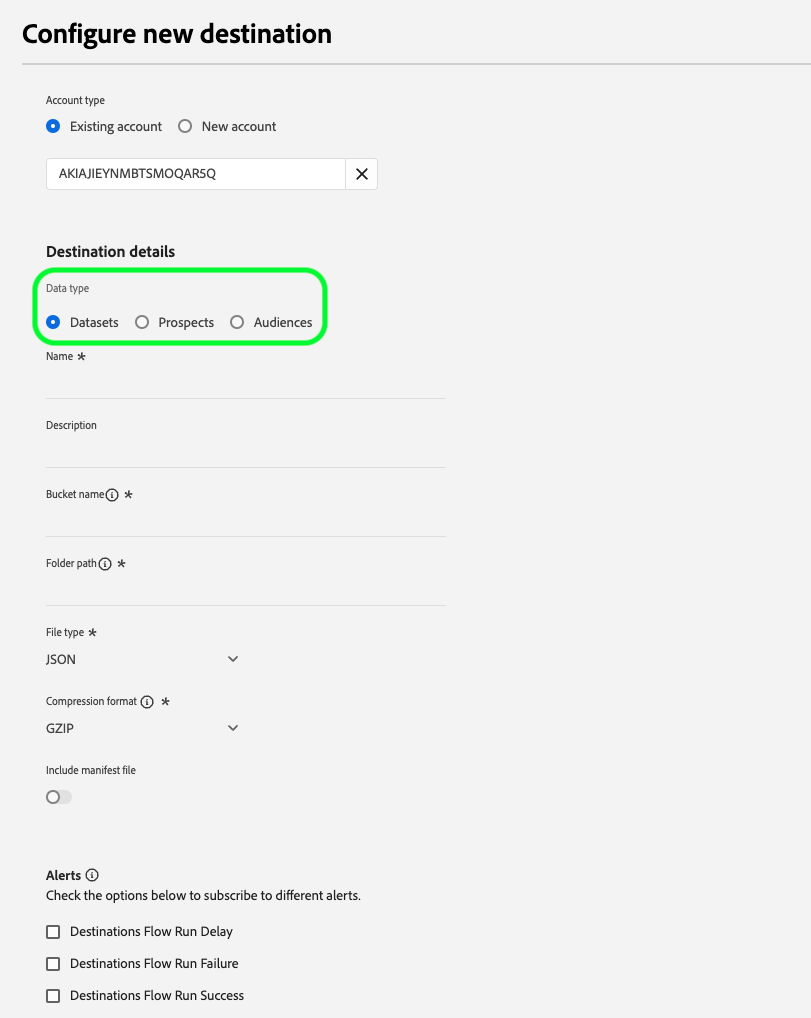 Configure new destination
Account type
Existing account New account
AKIAJIEYNMBTSMOQAR5Q
Destination details
Data type
Datasets Prospects Audiences
Name *
Description
Bucket name *
Folder path *
File type *
JSON
Compression format *
GZIP
Include manifest file
Alerts
Check the options below to subscribe to different alerts.
Destinations Flow Run Delay
Destinations Flow Run Failure
Destinations Flow Run Success